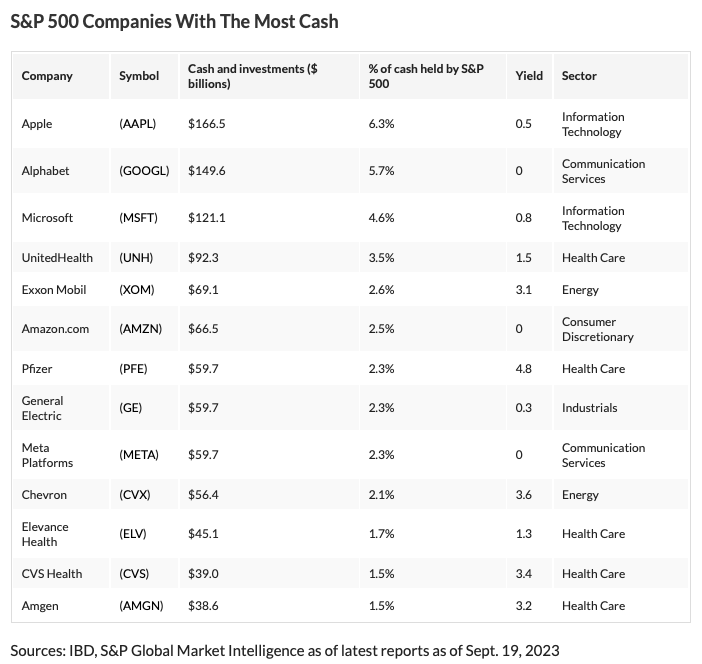 S&P 500 Companies With The Most Cash
Company Symbol Cash and investments ($ billions) % of cash held by S&P 500 Yield Sector
Apple (AAPL) $166.5 6.3% 0.5 Information Technology
Alphabet (GOOGL) $149.6 5.7% 0 Communication Services
Microsoft (MSFT) $121.1 4.6% 0.8 Information Technology
UnitedHealth (UNH) $92.3 3.5% 1.5 Health Care
Exxon Mobil (XOM) $69.1 2.6% 3.1 Energy
Amazon.com (AMZN) $66.5 2.5% 0 Consumer Discretionary
Pfizer (PFE) $59.7 2.3% 4.8 Health Care
General Electric (GE) $59.7 2.3% 0.3 Industrials
Meta Platforms (META) $59.7 2.3% 0 Communication Services
Chevron (CVX) $56.4 2.1% 3.6 Energy
Elevance Health (ELV) $45.1 1.7% 1.3 Health Care
CVS Health (CVS) $39.0 1.5% 3.4 Health Care
Amgen (AMGN) $38.6 1.5% 3.2 Health Care
Sources: IBD, S&P Global Market Intelligence as of latest reports as of Sept. 19, 2023